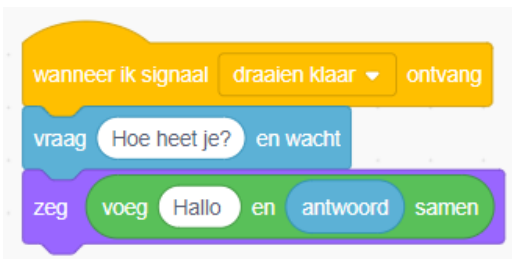 wanneer ik signaal draaien klaar ontvang
vraag Hoe heet je? en wacht
zeg voeg Hallo en antwoord samen